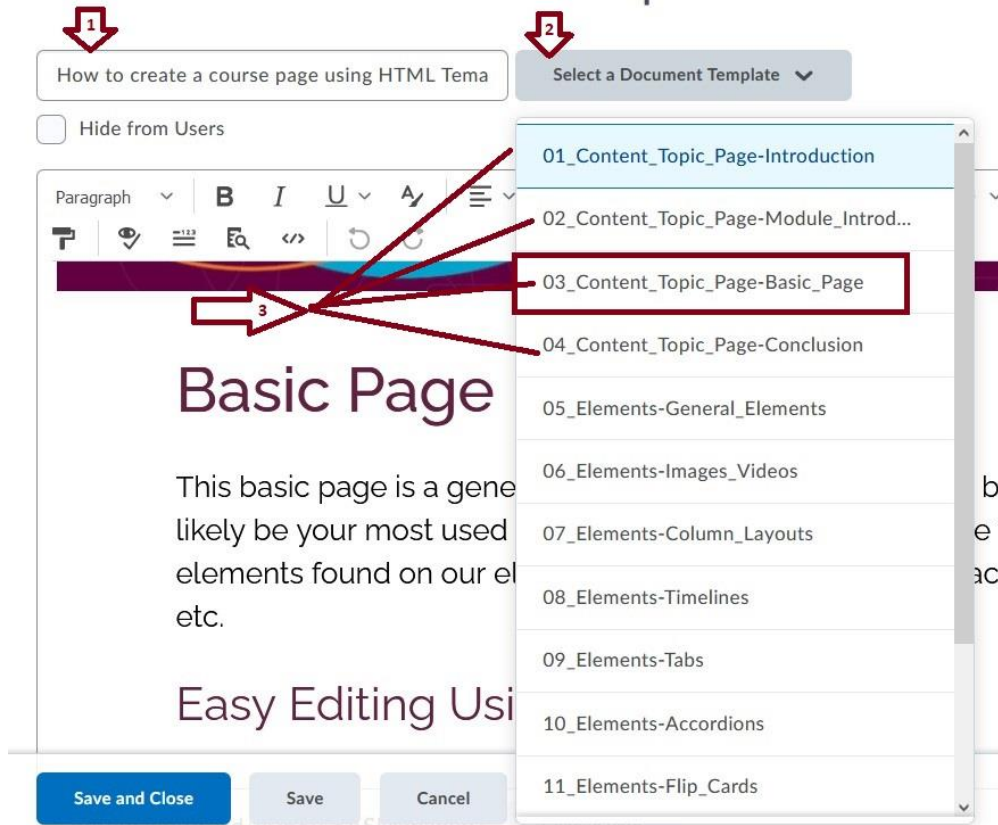 1
2
How to create a course page using HTML Tema
Select a Document Template
Hide from Users
01_Content_Topic_Page-Introduction
Paragraph B I U A
02_Content_Topic_Page-Module_Introd...
03_Content_Topic_Page-Basic_Page
3
04_Content_Topic_Page-Conclusion
Basic Page
05_Elements-General_Elements
06_Elements-Images_Videos
This basic page is a gene
likely be your most used
07_Elements-Column_Layouts
elements found on our el
etc.
08_Elements-Timelines
09_Elements-Tabs
Easy Editing Usi
10_Elements-Accordions
11_Elements-Flip_Cards
Save and Close Save Cancel